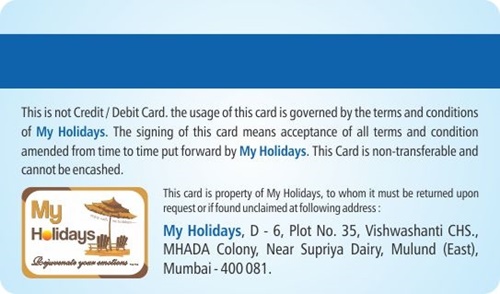 This is not Credit / Debit Card. the usage of this card is governed by the terms and conditions
of My Holidays. The signing of this card means acceptance of all terms and condition
amended from time to time put forward by My Holidays. This Card is non-transferable and
cannot be encashed.
This card is property of My Holidays, to whom it must be returned upon
request or if found unclaimed at following address :
My Holidays, D - 6, Plot No. 35, Vishwashanti CHS.,
MHADA Colony, Near Supriya Dairy, Mulund (East),
Mumbai - 400 081.
My
Holidays
Rejuvenate your emotions